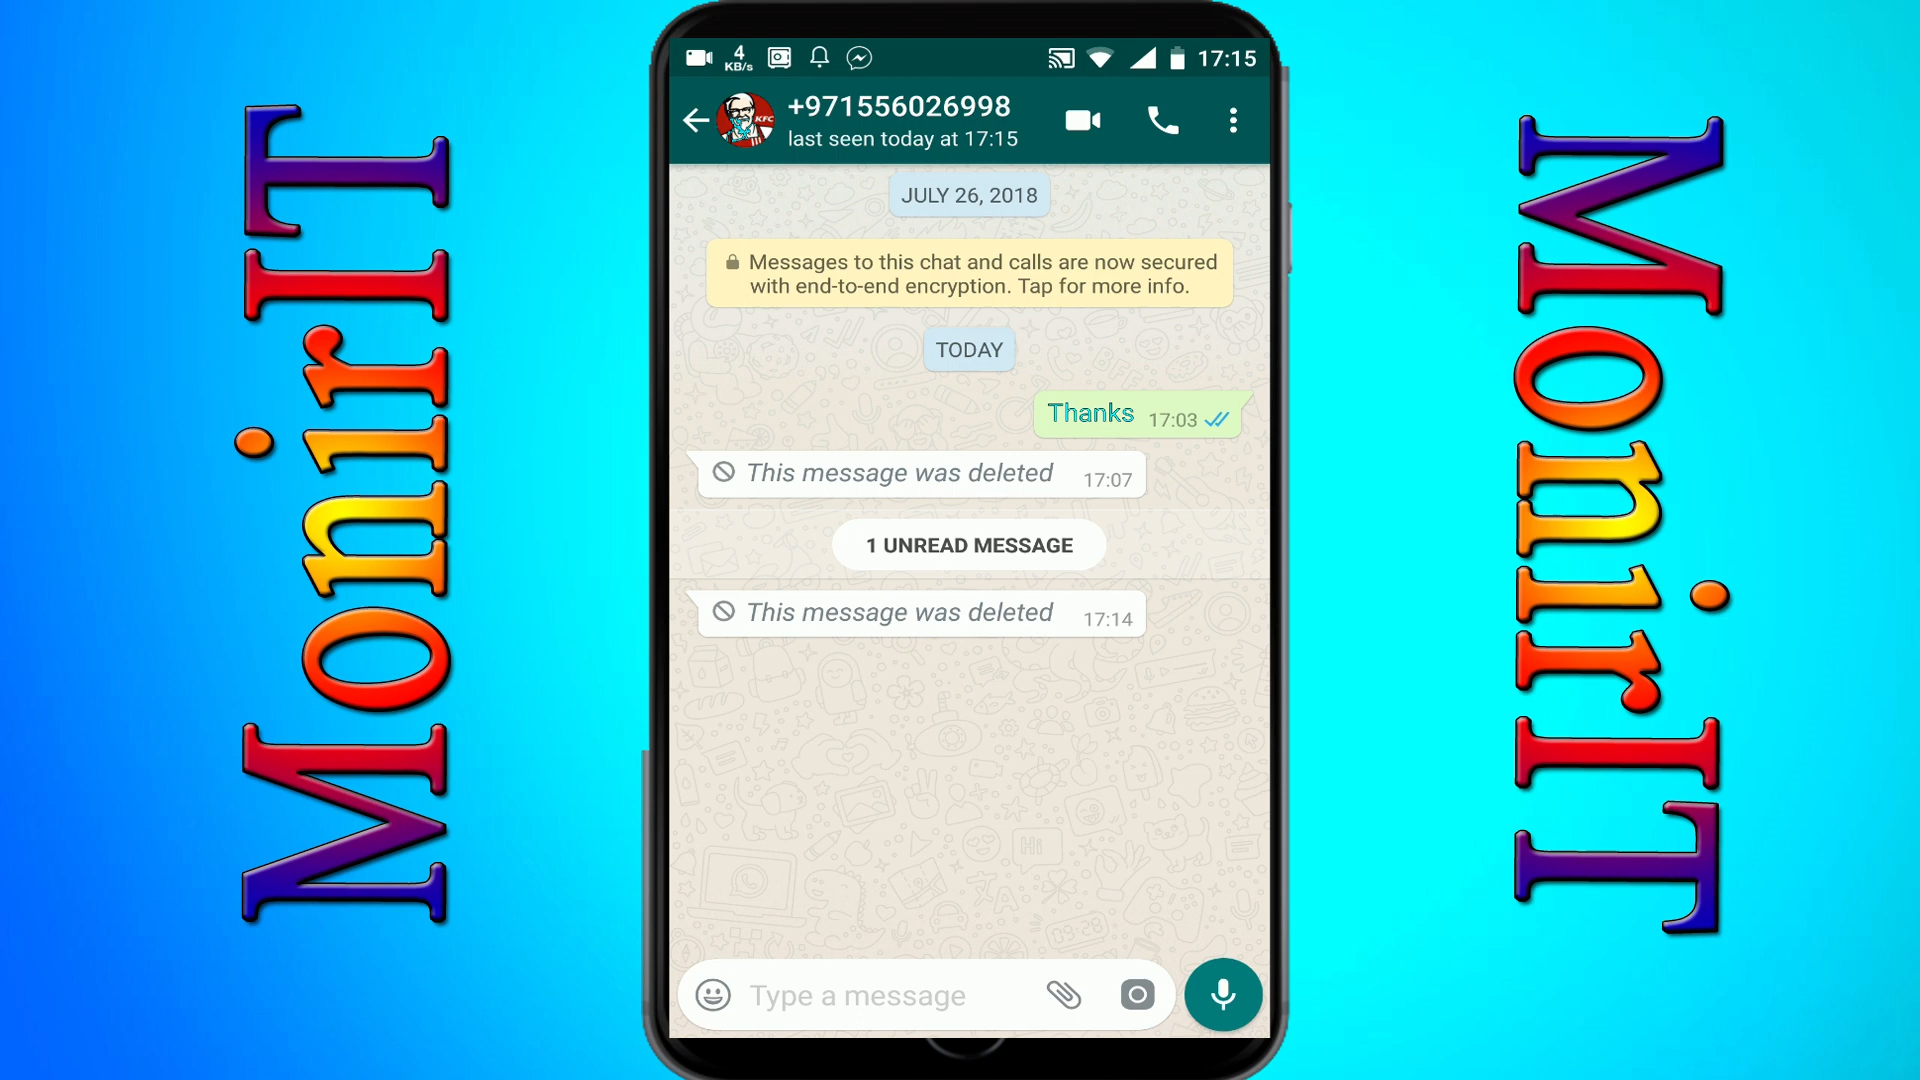 MonirIT
4
KB/s
17:15
KFC
+971556026998
last seen today at 17:15
JULY 26, 2018
Messages to this chat and calls are now secured
with end-to-end encryption. Tap for more info.
TODAY
Thanks 17:03
This message was deleted 17:07
1 UNREAD MESSAGE
This message was deleted 17:14
Type a message
MonirIT